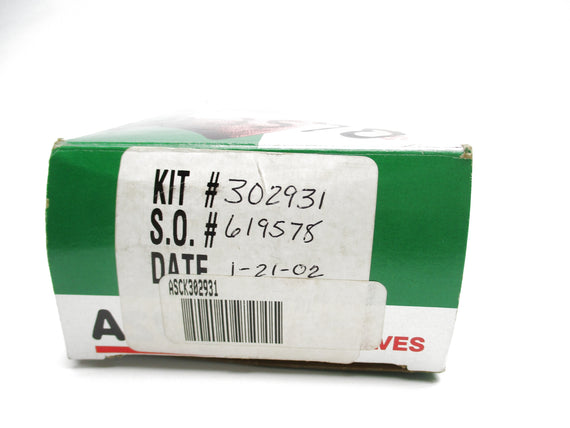 KIT # 302931
S.O. # 619578
DATE 1-21-02
ASCK302931
A
VES